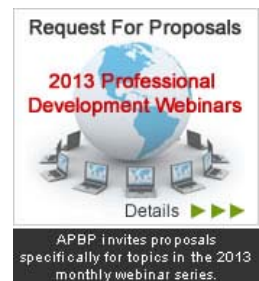 Request For Proposals
2013 Professional
Development Webinars
Details
APBP invites proposals
specifically for topics in the 2013
monthly webinar series.